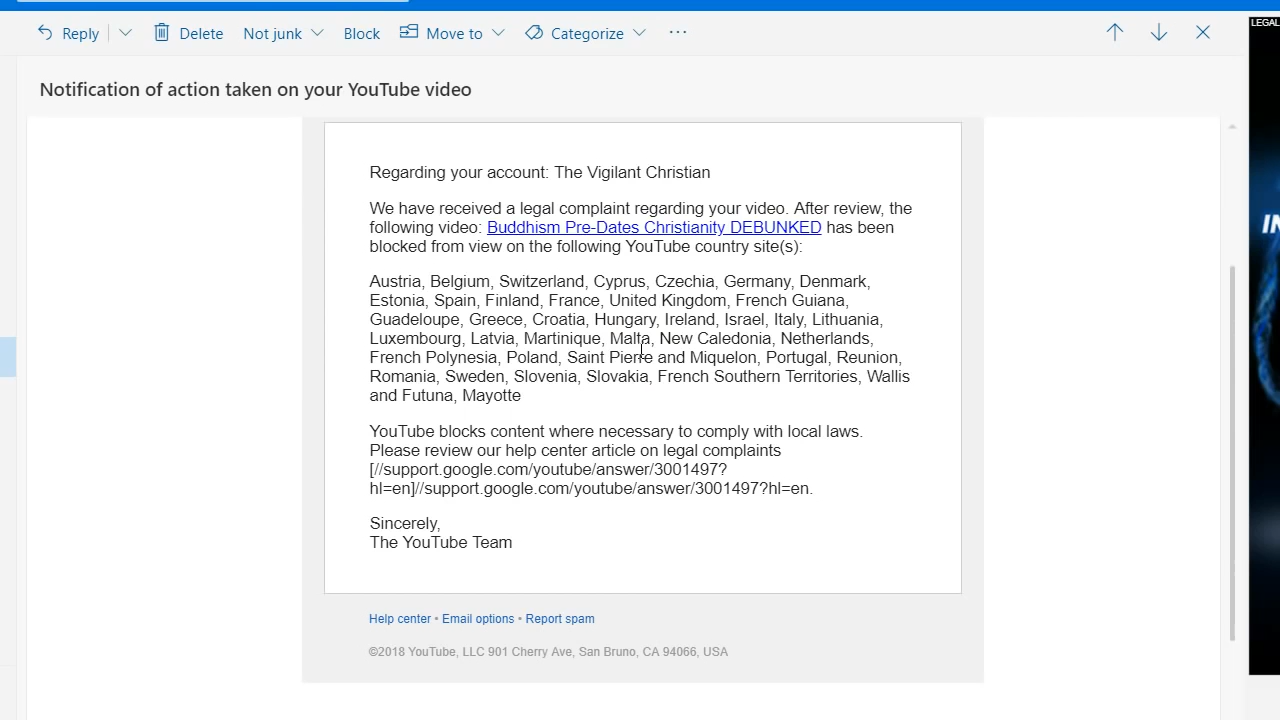 Reply
Delete
Not junk
Block
Move to
Categorize
LEGAL
Notification of action taken on your YouTube video
Regarding your account: The Vigilant Christian
We have received a legal complaint regarding your video. After review, the
following video: Buddhism Pre-Dates Christianity DEBUNKED has been
blocked from view on the following YouTube country site(s):
Austria, Belgium, Switzerland, Cyprus, Czechia, Germany, Denmark,
Estonia, Spain, Finland, France, United Kingdom, French Guiana,
Guadeloupe, Greece, Croatia, Hungary, Ireland, Israel, Italy, Lithuania,
Luxembourg, Latvia, Martinique, Malta, New Caledonia, Netherlands,
French Polynesia, Poland, Saint Pierre and Miquelon, Portugal, Reunion,
Romania, Sweden, Slovenia, Slovakia, French Southern Territories, Wallis
and Futuna, Mayotte
YouTube blocks content where necessary to comply with local laws.
Please review our help center article on legal complaints
[//support.google.com/youtube/answer/3001497?
hl=en]//support.google.com/youtube/answer/3001497?hl=en.
Sincerely,
The YouTube Team
Help center • Email options • Report spam
©2018 YouTube, LLC 901 Cherry Ave, San Bruno, CA 94066, USA